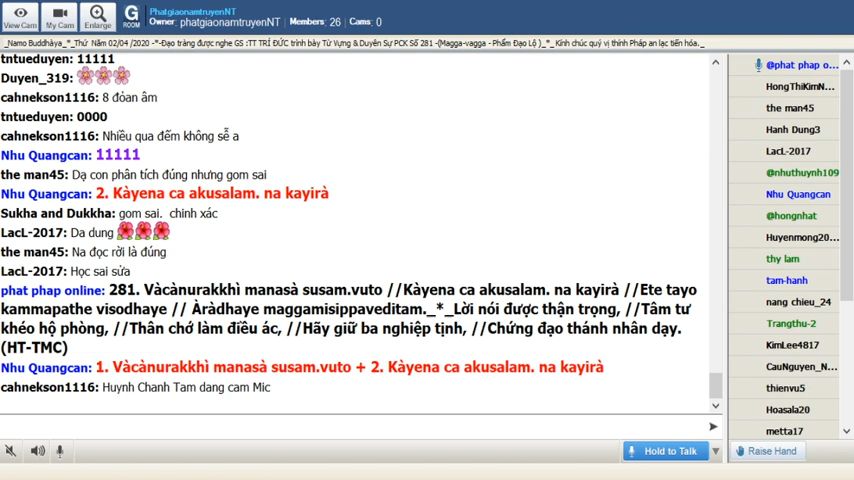 View Cam
My Cam
Enlarge
G ROOM
PhatgiaonamtruyenNT
Owner: phatgiaonamtruyenNT | Members: 26 | Cams: 0
_Namo Buddhàya_*_Thứ Năm 02/04 /2020 -*-Đạo tràng được nghe GS :TT TRÍ ĐỨC trình bày Từ Vựng & Duyên Sự PCK Số 281 -(Magga-vagga - Phẩm Đạo Lộ )_*_ Kính chúc quý vị thính Pháp an lạc tiến hóa._
tntueduyen: 11111
Duyen_319:
cahnekson1116: 8 đỏan âm
tntueduyen: 0000
cahnekson1116: Nhiều qua đếm không sễ a
Nhu Quangcan: 11111
the man45: Dạ con phân tích đúng nhưng gom sai
Nhu Quangcan: 2. Kàyena ca akusalam. na kayirà
Sukha and Dukkha: gom sai. chinh xác
LacL-2017: Da dung
the man45: Na đọc rời là đúng
LacL-2017: Học sai sửa
phat phap online: 281. Vàcànurakkhì manasà susam.vuto //Kàyena ca akusalam. na kayirà //Ete tayo
kammapathe visodhaye // Àràdhaye maggamisippaveditam._*_Lời nói được thận trọng, //Tâm tư
khéo hộ phòng, //Thân chớ làm điều ác, //Hãy giữ ba nghiệp tịnh, //Chứng đạo thánh nhân dạy.
(HT-TMC)
Nhu Quangcan: 1. Vàcànurakkhì manasà susam.vuto + 2. Kàyena ca akusalam. na kayirà
cahnekson1116: Huynh Chanh Tam dang cam Mic
@phat phap o...
HongThiKimN...
the man45
Hanh Dung3
LacL-2017
@nhuthuynh109
Nhu Quangcan
@hongnhat
Huyenmong20...
thy lam
tam-hanh
nang chieu_24
Trangthu-2
KimLee4817
CauNguyen_N...
thienvu5
Hoasala20
metta17
Hold to Talk
Raise Hand